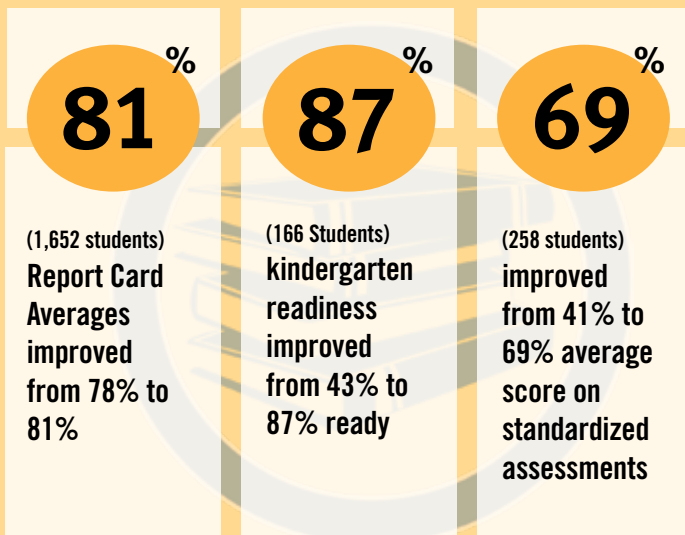 81%
(1,652 students)
Report Card
Averages
improved
from 78% to
81%
87%
(166 Students)
kindergarten
readiness
improved
from 43% to
87% ready
69%
(258 students)
improved
from 41% to
69% average
score on
standardized
assessments